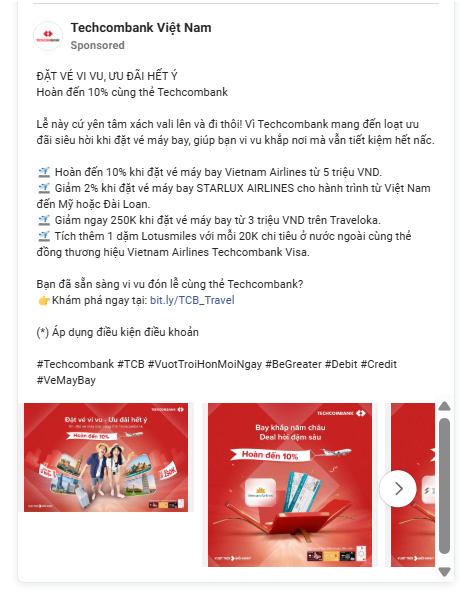 Techcombank Việt Nam
Sponsored
ĐẶT VÉ VI VU, ƯU ĐÃI HẾT Ý
Hoàn đến 10% cùng thẻ Techcombank
Lễ này cứ yên tâm xách vali lên và đi thôi! Vì Techcombank mang đến loạt ưu
đãi siêu hời khi đặt vé máy bay, giúp bạn vi vu khắp nơi mà vẫn tiết kiệm hết nấc.
🛫 Hoàn đến 10% khi đặt vé máy bay Vietnam Airlines từ 5 triệu VND.
🛫 Giảm 2% khi đặt vé máy bay STARLUX AIRLINES cho hành trình từ Việt Nam
đến Mỹ hoặc Đài Loan.
🛫 Giảm ngay 250K khi đặt vé máy bay từ 3 triệu VND trên Traveloka.
🛫 Tích thêm 1 dặm Lotusmiles với mỗi 20K chi tiêu ở nước ngoài cùng thẻ
đồng thương hiệu Vietnam Airlines Techcombank Visa.
Bạn đã sẵn sàng vi vu đón lễ cùng thẻ Techcombank?
👉Khám phá ngay tại: bit.ly/TCB_Travel
(*) Áp dụng điều kiện điều khoản
#Techcombank #TCB #VuotTroiHonMoiNgay #BeGreater #Debit #Credit
#VeMayBay
TECHCOMBANK
Đặt vé vi vu - Ưu đãi hết ý
Hoàn đến 10%
TECHCOMBANK
Bay khắp năm châu
Deal hời đậm sâu
Hoàn đến 10%
Vietnam Airlines